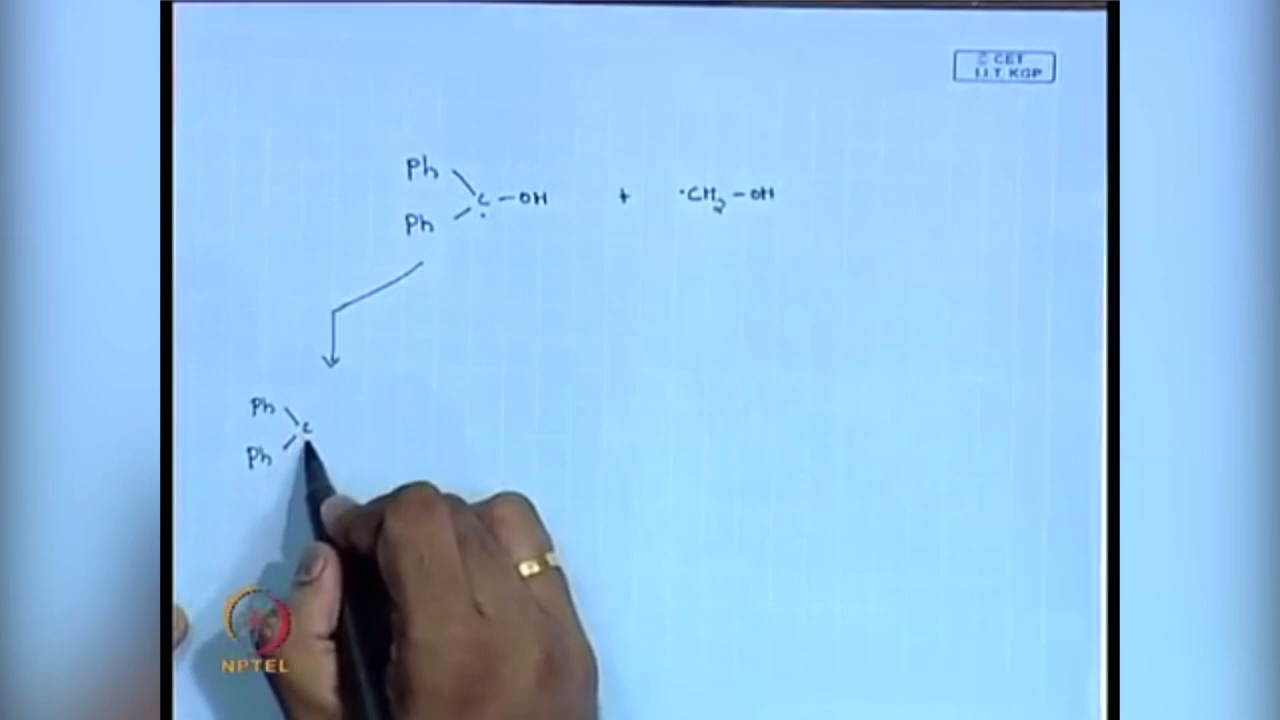 © CET
I.I.T. KGP
Ph
Ċ-OH + ·CH₂-OH
Ph
Ph
C
Ph
NPTEL